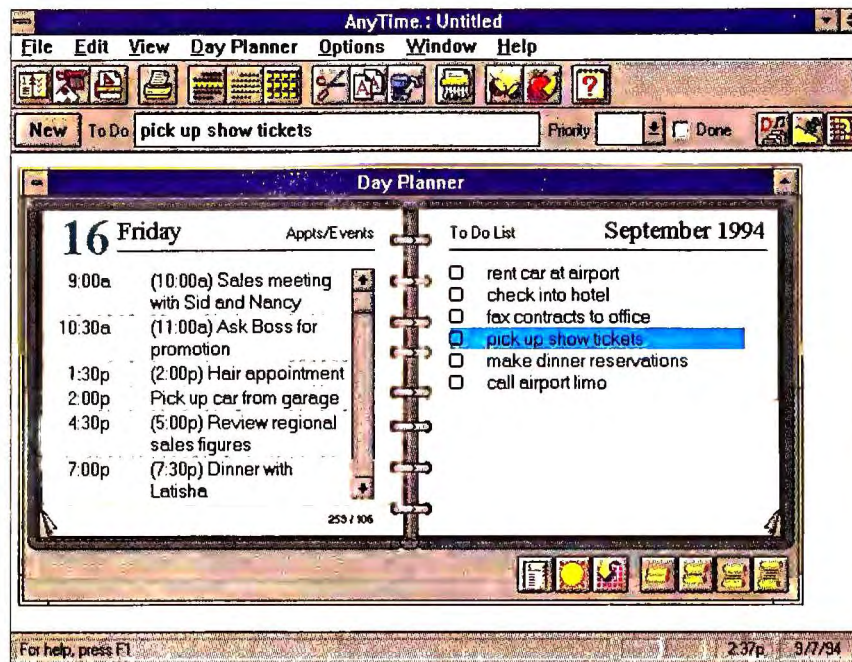 AnyTime.: Untitled
File Edit View Day Planner Options Window Help
New To Do pick up show tickets Priority Done
Day Planner
16 Friday Appts/Events
9:00a (10:00a) Sales meeting
with Sid and Nancy
10:30a (11:00a) Ask Boss for
promotion
1:30p (2:00p) Hair appointment
2:00p Pick up car from garage
4:30p (5:00p) Review regional
sales figures
7:00p (7:30p) Dinner with
Latisha
259 / 106
To Do List September 1994
rent car at airport
check into hotel
fax contracts to office
pick up show tickets
make dinner reservations
call airport limo
For help, press F1 2:37p 9/7/94